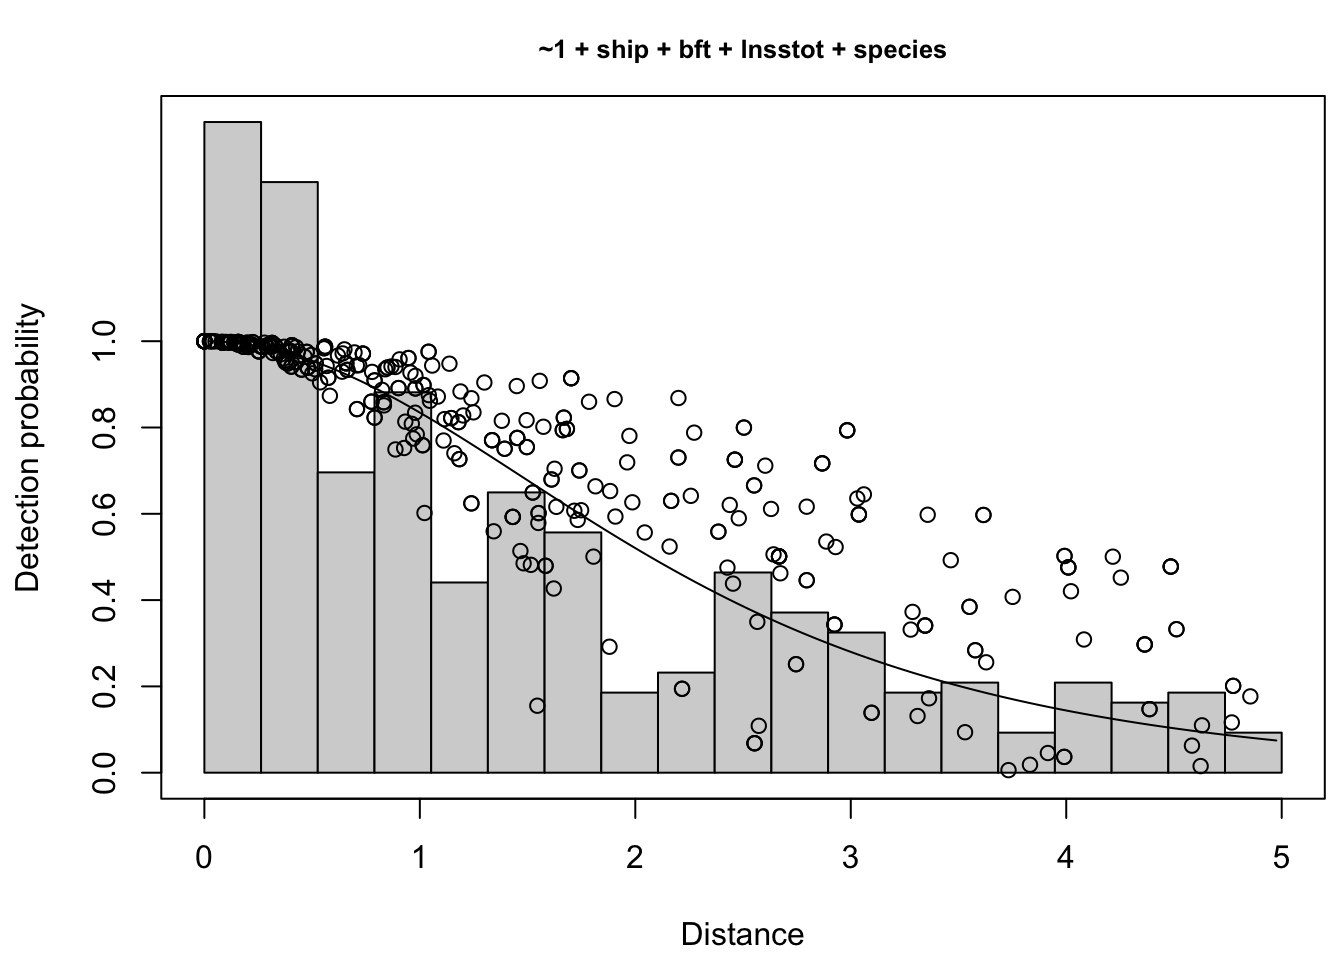 ~1 + ship + bft + lnsstot + species
Detection probability
1.0
0.8
0.6
0.4
0.2
0.0
0 1 2 3 4 5
Distance